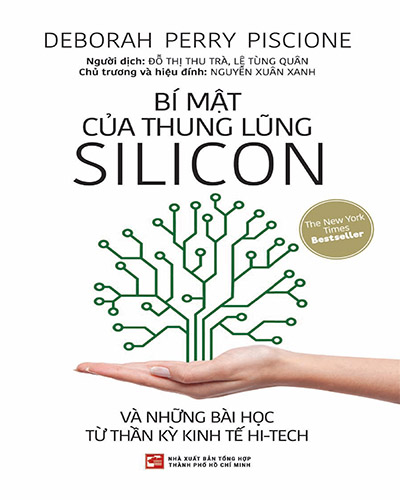 DEBORAH PERRY PISCIONE
Người dịch: ĐỖ THỊ THU TRÀ, LÊ TÙNG QUÂN
Chủ trương và hiệu đính: NGUYỄN XUÂN XANH
BÍ MẬT
CỦA THUNG LŨNG
SILICON
The New York
Times
Bestseller
VÀ NHỮNG BÀI HỌC
TỪ THẦN KỲ KINH TẾ HI-TECH
NHÀ XUẤT BẢN TỔNG HỢP
THÀNH PHỐ HỒ CHÍ MINH